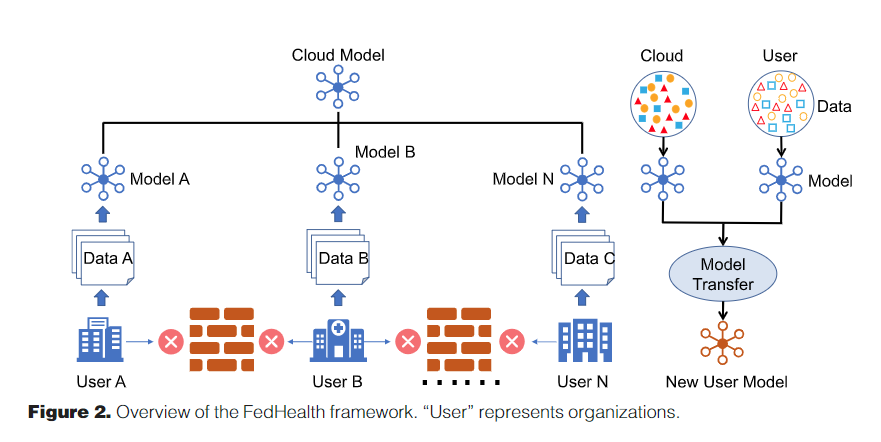 Cloud Model
Cloud
User
Data
Model A
Model B
Model N
Model
Data A
Data B
Data C
Model
Transfer
User A
User B
. . . . . .
User N
New User Model
Figure 2. Overview of the FedHealth framework. “User” represents organizations.